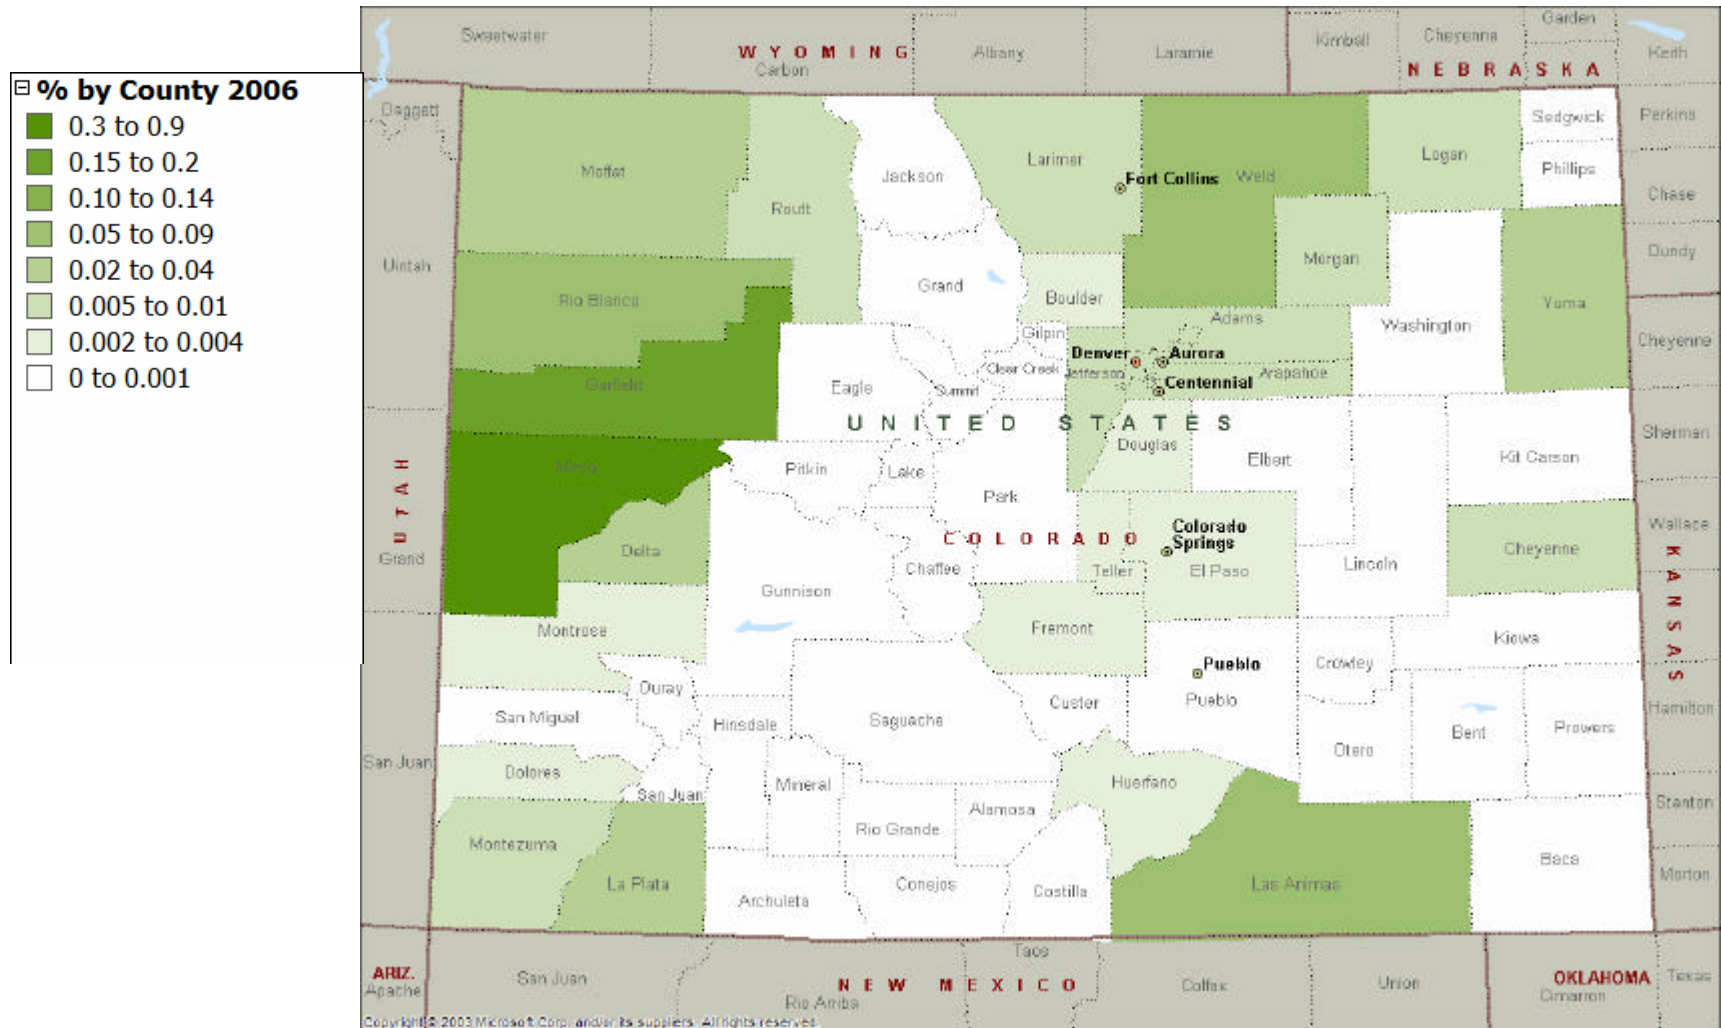 % by County 2006
0.3 to 0.9
0.15 to 0.2
0.10 to 0.14
0.05 to 0.09
0.02 to 0.04
0.005 to 0.01
0.002 to 0.004
0 to 0.001
Sweetwater
WYOMING
Carbon
Albany
Laramie
Kimball
Cheyenne
Garden
Keith
NEBRASKA
Daggett
Sedgwick
Perkins
Moffat
Routt
Jackson
Larimer
Fort Collins
Weld
Logan
Phillips
Chase
Uintah
Rio Blanco
Grand
Boulder
Morgan
Dundy
Yuma
Gilpin
Adams
Washington
Cheyenne
Denver
Aurora
Garfield
Eagle
Summit
Clear Creek
Jefferson
Arapahoe
Centennial
UNITED STATES
Douglas
Elbert
Kit Carson
Sherman
UTAH
Mesa
Pitkin
Lake
Park
Colorado
Springs
Wallace
COLORADO
Grand
Delta
Gunnison
Chaffee
Teller
El Paso
Lincoln
Cheyenne
KANSAS
Montrose
Fremont
Kiowa
Ouray
Pueblo
Crowley
San Miguel
Hinsdale
Saguache
Custer
Pueblo
Otero
Bent
Prowers
Hamilton
San Juan
Dolores
San Juan
Mineral
Alamosa
Huerfano
Stanton
Montezuma
Rio Grande
La Plata
Archuleta
Conejos
Costilla
Las Animas
Baca
Morton
ARIZ.
Apache
San Juan
NEW MEXICO
Rio Arriba
Taos
Colfax
Union
OKLAHOMA
Cimarron
Texas
Copyright © 2003 Microsoft Corp. and/or its suppliers. All rights reserved.